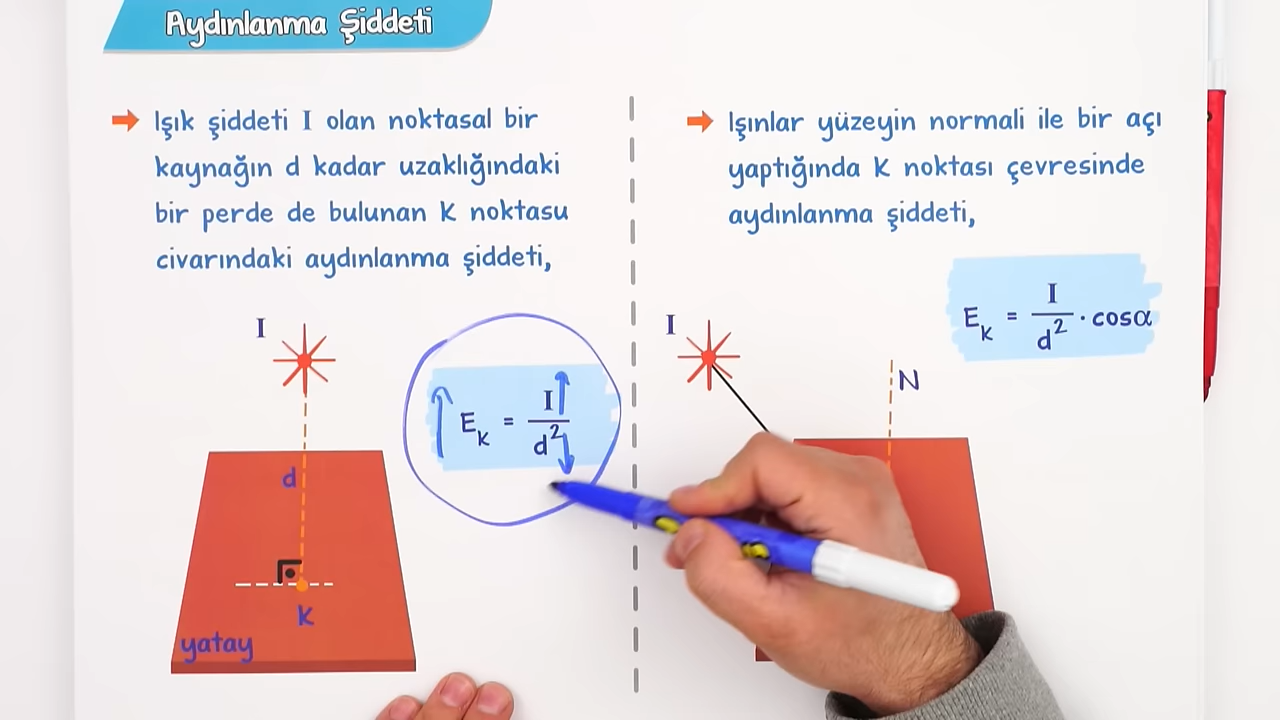 Aydınlanma Şiddeti
Işık şiddeti I olan noktasal bir
kaynağın d kadar uzaklığındaki
bir perde de bulunan K noktasu
civarındaki aydınlanma şiddeti,
I
E_K = I / d²
d
K
yatay
Işınlar yüzeyin normali ile bir açı
yaptığında K noktası çevresinde
aydınlanma şiddeti,
E_K = I / d² · cosα
I
N